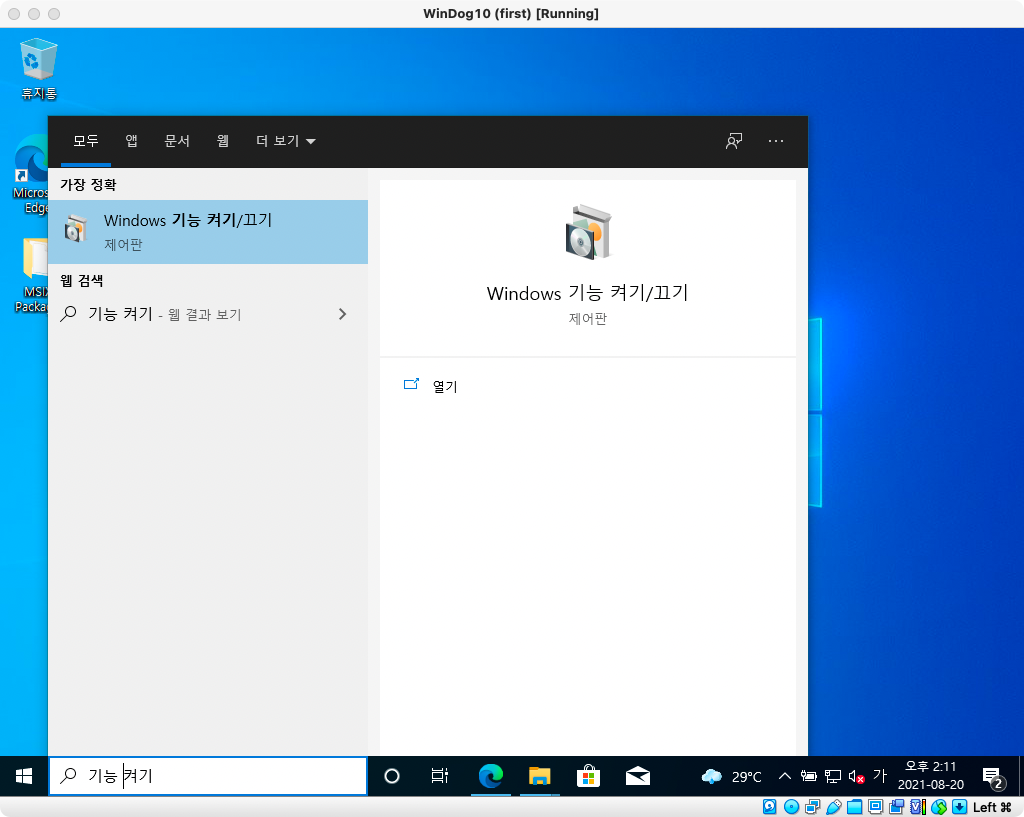 WinDog10 (first) [Running]
휴지통
모두 앱 문서 웹 더 보기
가장 정확
Windows 기능 켜기/끄기
제어판
웹 검색
기능 켜기 - 웹 결과 보기
Windows 기능 켜기/끄기
제어판
열기
Micros
Edge
MSIX
Packa
기능 켜기
29°C
가
오후 2:11
2021-08-20
2
Left ⌘